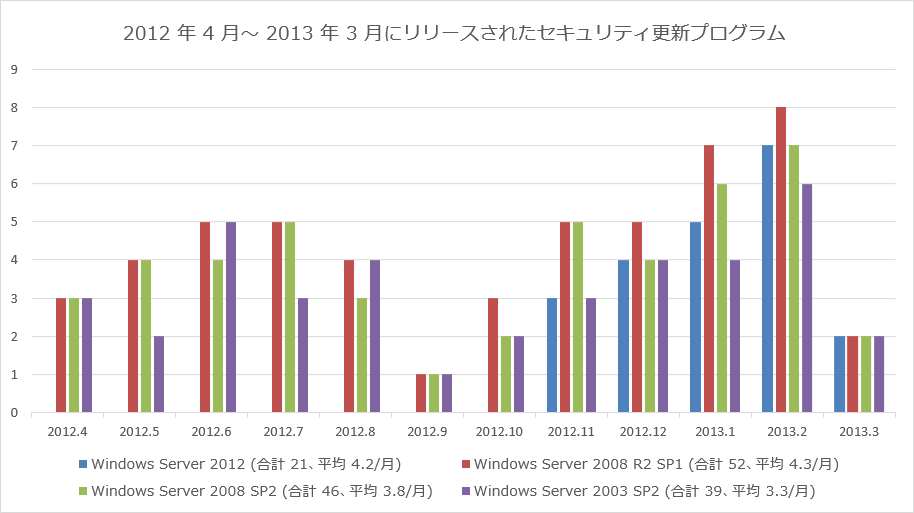 2012 年 4 月～ 2013 年 3 月にリリースされたセキュリティ更新プログラム
9
8
7
6
5
4
3
2
1
0
2012.4 2012.5 2012.6 2012.7 2012.8 2012.9 2012.10 2012.11 2012.12 2013.1 2013.2 2013.3
Windows Server 2012 (合計 21、平均 4.2/月) Windows Server 2008 R2 SP1 (合計 52、平均 4.3/月)
Windows Server 2008 SP2 (合計 46、平均 3.8/月) Windows Server 2003 SP2 (合計 39、平均 3.3/月)